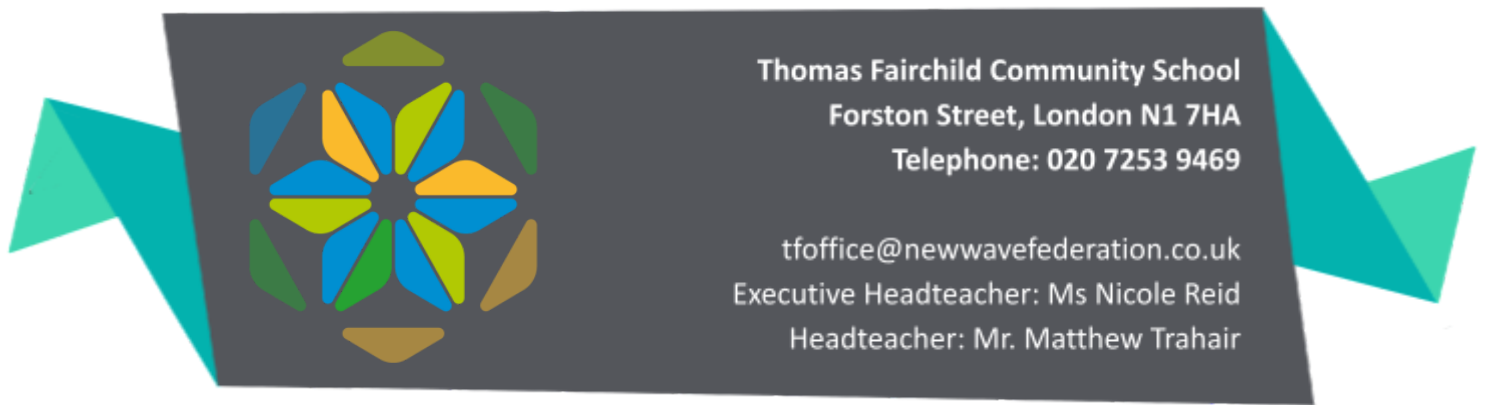 Thomas Fairchild Community School
Forston Street, London N1 7HA
Telephone: 020 7253 9469
tfoffice@newwavefederation.co.uk
Executive Headteacher: Ms Nicole Reid
Headteacher: Mr. Matthew Trahair